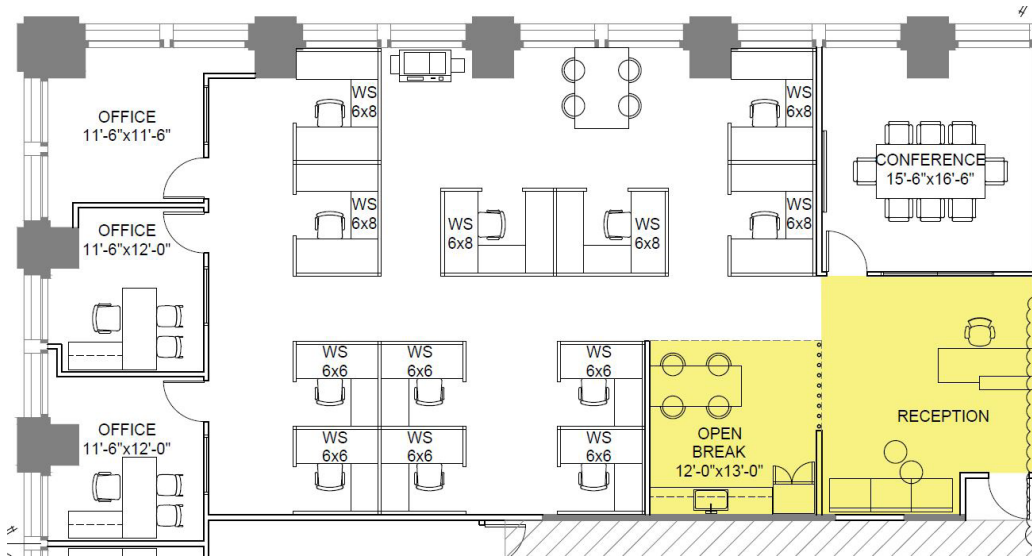 OFFICE
11'-6"x11'-6"
WS
6x8
WS
6x8
CONFERENCE
15'-6"x16'-6"
OFFICE
11'-6"x12'-0"
WS
6x8
WS
6x8
WS
6x8
WS
6x8
WS
6x6
WS
6x6
WS
6x6
OFFICE
11'-6"x12'-0"
WS
6x6
WS
6x6
WS
6x6
OPEN
BREAK
12'-0"x13'-0"
RECEPTION